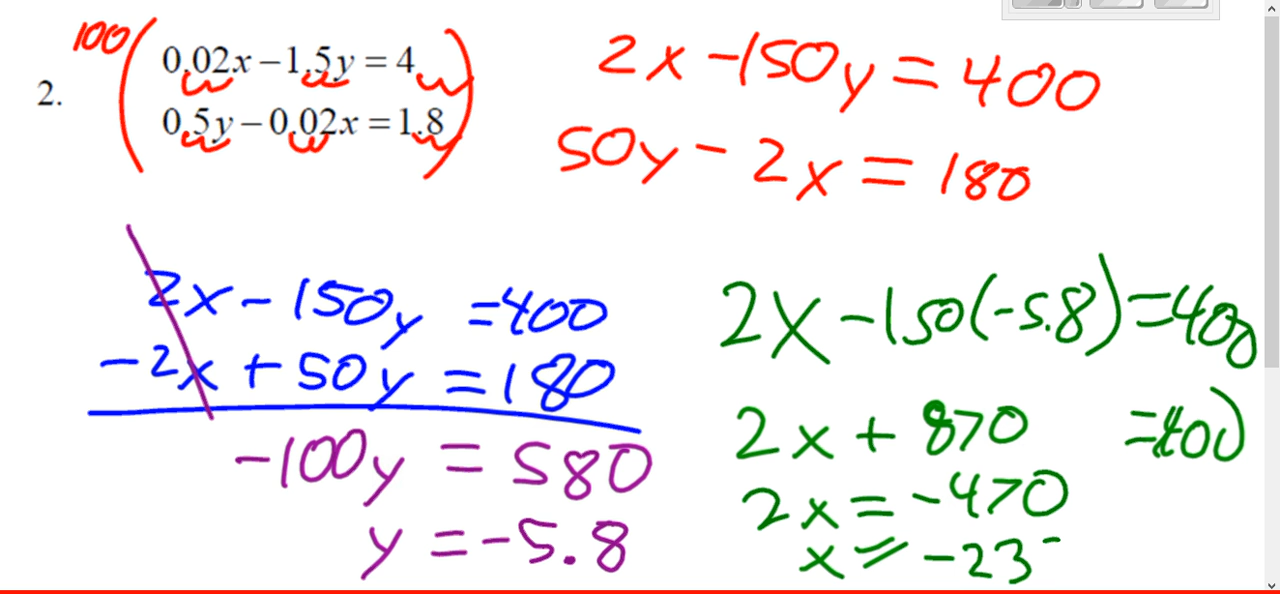 100
2.
0.02x − 1.5y = 4
0.5y − 0.02x = 1.8
2x - 150y = 400
50y - 2x = 180
2x - 150y = 400
-2x + 50y = 180
-100y = 580
y = -5.8
2x - 150(-5.8) = 400
2x + 870 = 400
2x = -470
x = -23